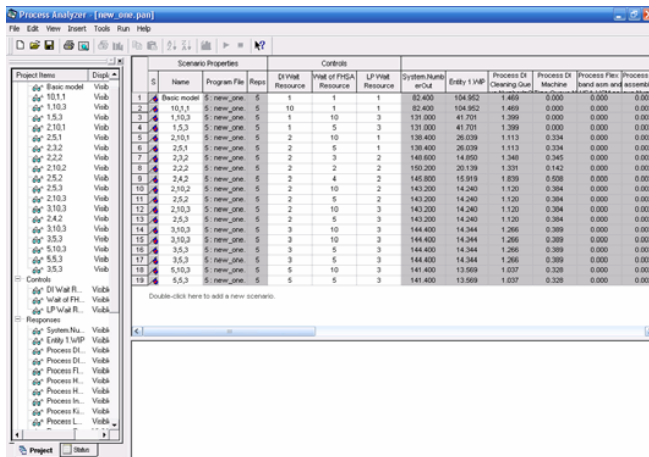 Process Analyzer - [new_one.pan]
File Edit View Insert Tools Run Help
Project Items Displ
Basic model Visib
10,1,1 Visib
1,10,3 Visib
1,5,3 Visib
2,10,1 Visib
2,5,1 Visib
2,3,2 Visib
2,2,2 Visib
2,10,2 Visib
2,5,2 Visib
2,5,3 Visib
2,10,3 Visib
3,10,3 Visib
2,4,2 Visib
3,10,3 Visib
3,5,3 Visib
5,10,3 Visib
5,5,3 Visib
3,5,3 Visib
Controls
DI Wait R... Visibl
Wait of FH... Visibl
LP Wait R... Visibl
Responses
System.Nu... Visibl
Entity 1.WIP Visibl
Process DI... Visibl
Process DI... Visibl
Process Fl... Visibl
Process H... Visibl
Process H... Visibl
Process In... Visibl
Process Ki... Visibl
Process L... Visibl
Project Status
Scenario Properties Controls
S Name Program File Reps DI Wait Resource Wait of FHSA Resource LP Wait Resource System.NumberOut Entity 1.WIP Process DI Cleaning.Que Process DI Machine Process Flex band asm and Process assembl
1 Basic model 5 : new_one. 5 1 1 1 82.400 104.952 1.469 0.000 0.000 0.00
2 10,1,1 5 : new_one. 5 10 1 1 82.400 104.952 1.469 0.000 0.000 0.00
3 1,10,3 5 : new_one. 5 1 10 3 131.000 41.701 1.399 0.000 0.000 0.00
4 1,5,3 5 : new_one. 5 1 5 3 131.000 41.701 1.399 0.000 0.000 0.00
5 2,10,1 5 : new_one. 5 2 10 1 138.400 26.039 1.113 0.334 0.000 0.00
6 2,5,1 5 : new_one. 5 2 5 1 138.400 26.039 1.113 0.334 0.000 0.00
7 2,3,2 5 : new_one. 5 2 3 2 148.600 14.850 1.348 0.345 0.000 0.00
8 2,2,2 5 : new_one. 5 2 2 2 150.200 20.139 1.331 0.142 0.000 0.00
9 2,4,2 5 : new_one. 5 2 4 2 145.800 15.919 1.839 0.508 0.000 0.00
10 2,10,2 5 : new_one. 5 2 10 2 143.200 14.240 1.120 0.384 0.000 0.00
11 2,5,2 5 : new_one. 5 2 5 2 143.200 14.240 1.120 0.384 0.000 0.00
12 2,10,3 5 : new_one. 5 2 10 3 143.200 14.240 1.120 0.384 0.000 0.00
13 2,5,3 5 : new_one. 5 2 5 3 143.200 14.240 1.120 0.384 0.000 0.00
14 3,10,3 5 : new_one. 5 3 10 3 144.400 14.344 1.266 0.389 0.000 0.00
15 3,10,3 5 : new_one. 5 3 10 3 144.400 14.344 1.266 0.389 0.000 0.00
16 3,5,3 5 : new_one. 5 3 5 3 144.400 14.344 1.266 0.389 0.000 0.00
17 3,5,3 5 : new_one. 5 3 5 3 144.400 14.344 1.266 0.389 0.000 0.00
18 5,10,3 5 : new_one. 5 5 10 3 141.400 13.569 1.037 0.328 0.000 0.00
19 5,5,3 5 : new_one. 5 5 5 3 141.400 13.569 1.037 0.328 0.000 0.00
Double-click here to add a new scenario.